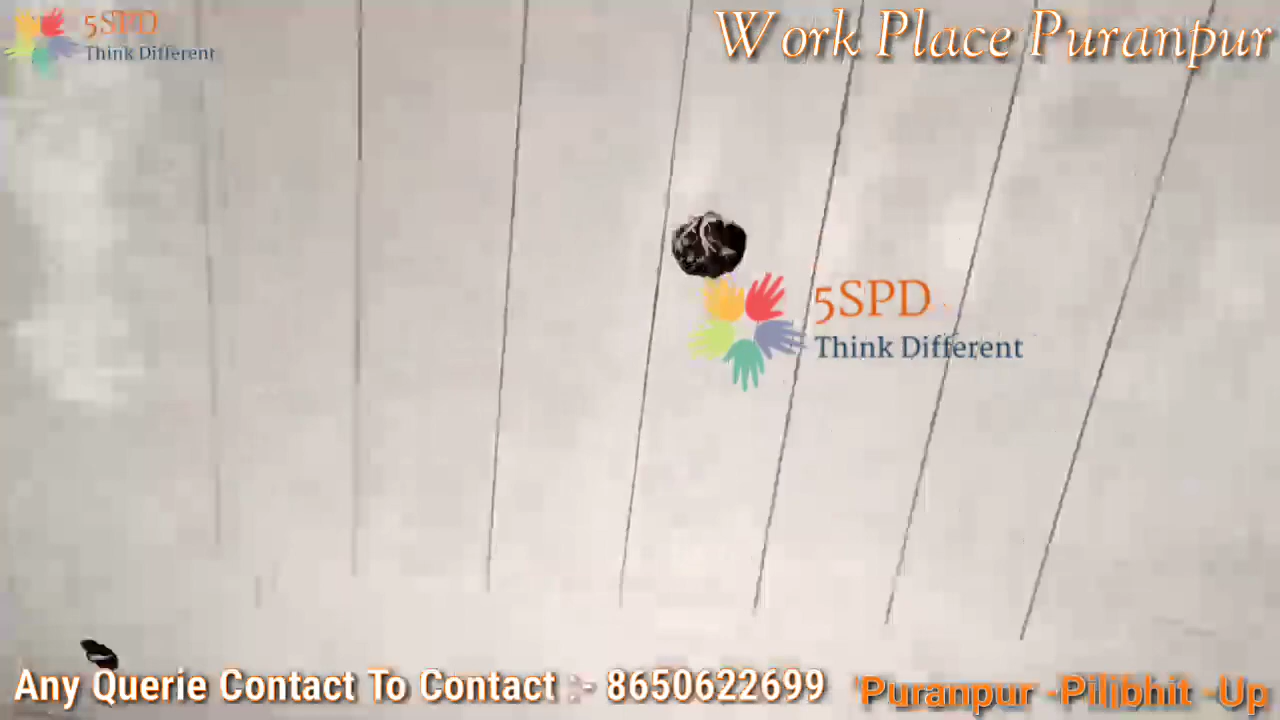 5SPD
Think Different
Work Place Puranpur
5SPD
Think Different
Any Querie Contact To Contact :- 8650622699
Puranpur -Pilibhit -Up